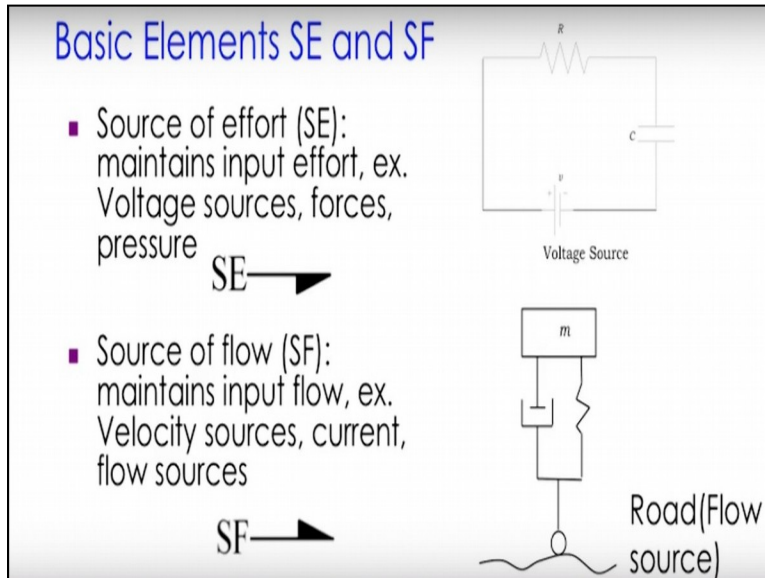 Basic Elements SE and SF
▪ Source of effort (SE):
maintains input effort, ex.
Voltage sources, forces,
pressure
SE
▪ Source of flow (SF):
maintains input flow, ex.
Velocity sources, current,
flow sources
SF
R
c
v
+ -
Voltage Source
m
Road(Flow
source)